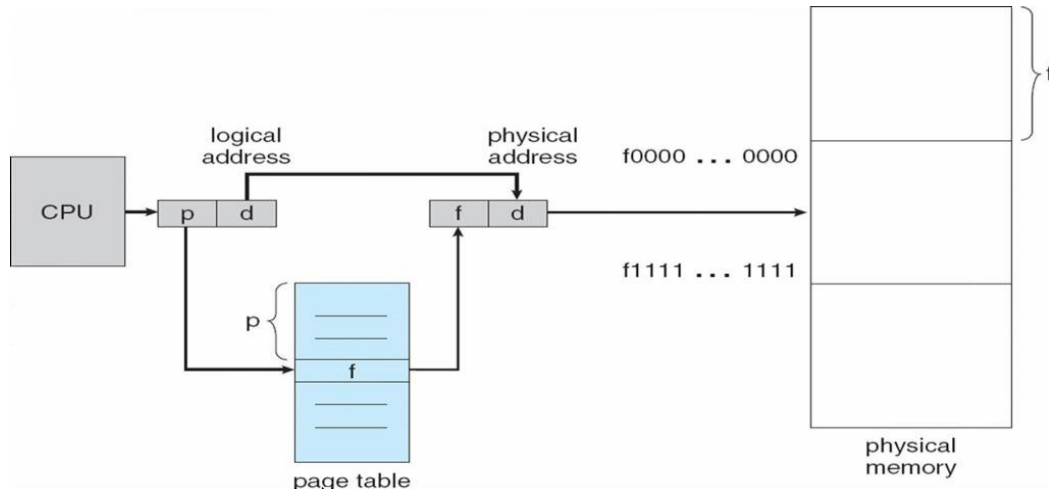 f
logical
address
physical
address
f0000 ... 0000
CPU
p
d
f
d
f1111 ... 1111
p
f
page table
physical
memory